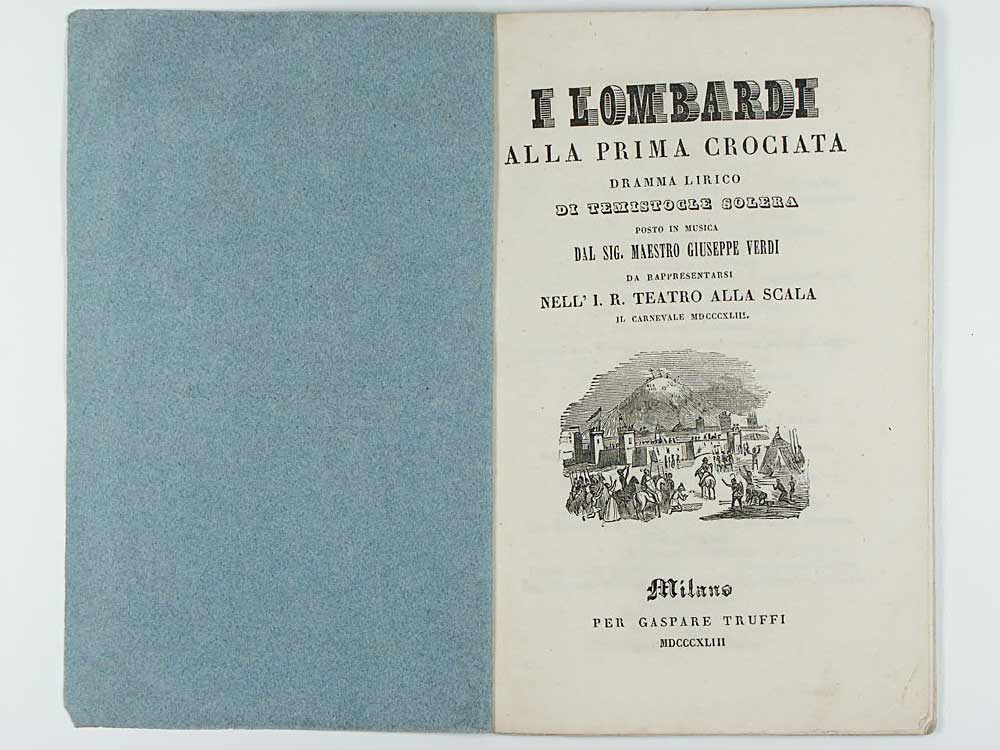 I LOMBARDI
ALLA PRIMA CROCIATA
DRAMMA LIRICO
DI TEMISTOCLE SOLERA
POSTO IN MUSICA
DAL SIG. MAESTRO GIUSEPPE VERDI
DA RAPPRESENTARSI
NELL' I. R. TEATRO ALLA SCALA
IL CARNEVALE MDCCCXLIII.
Milano
PER GASPARE TRUFFI
MDCCCXLIII